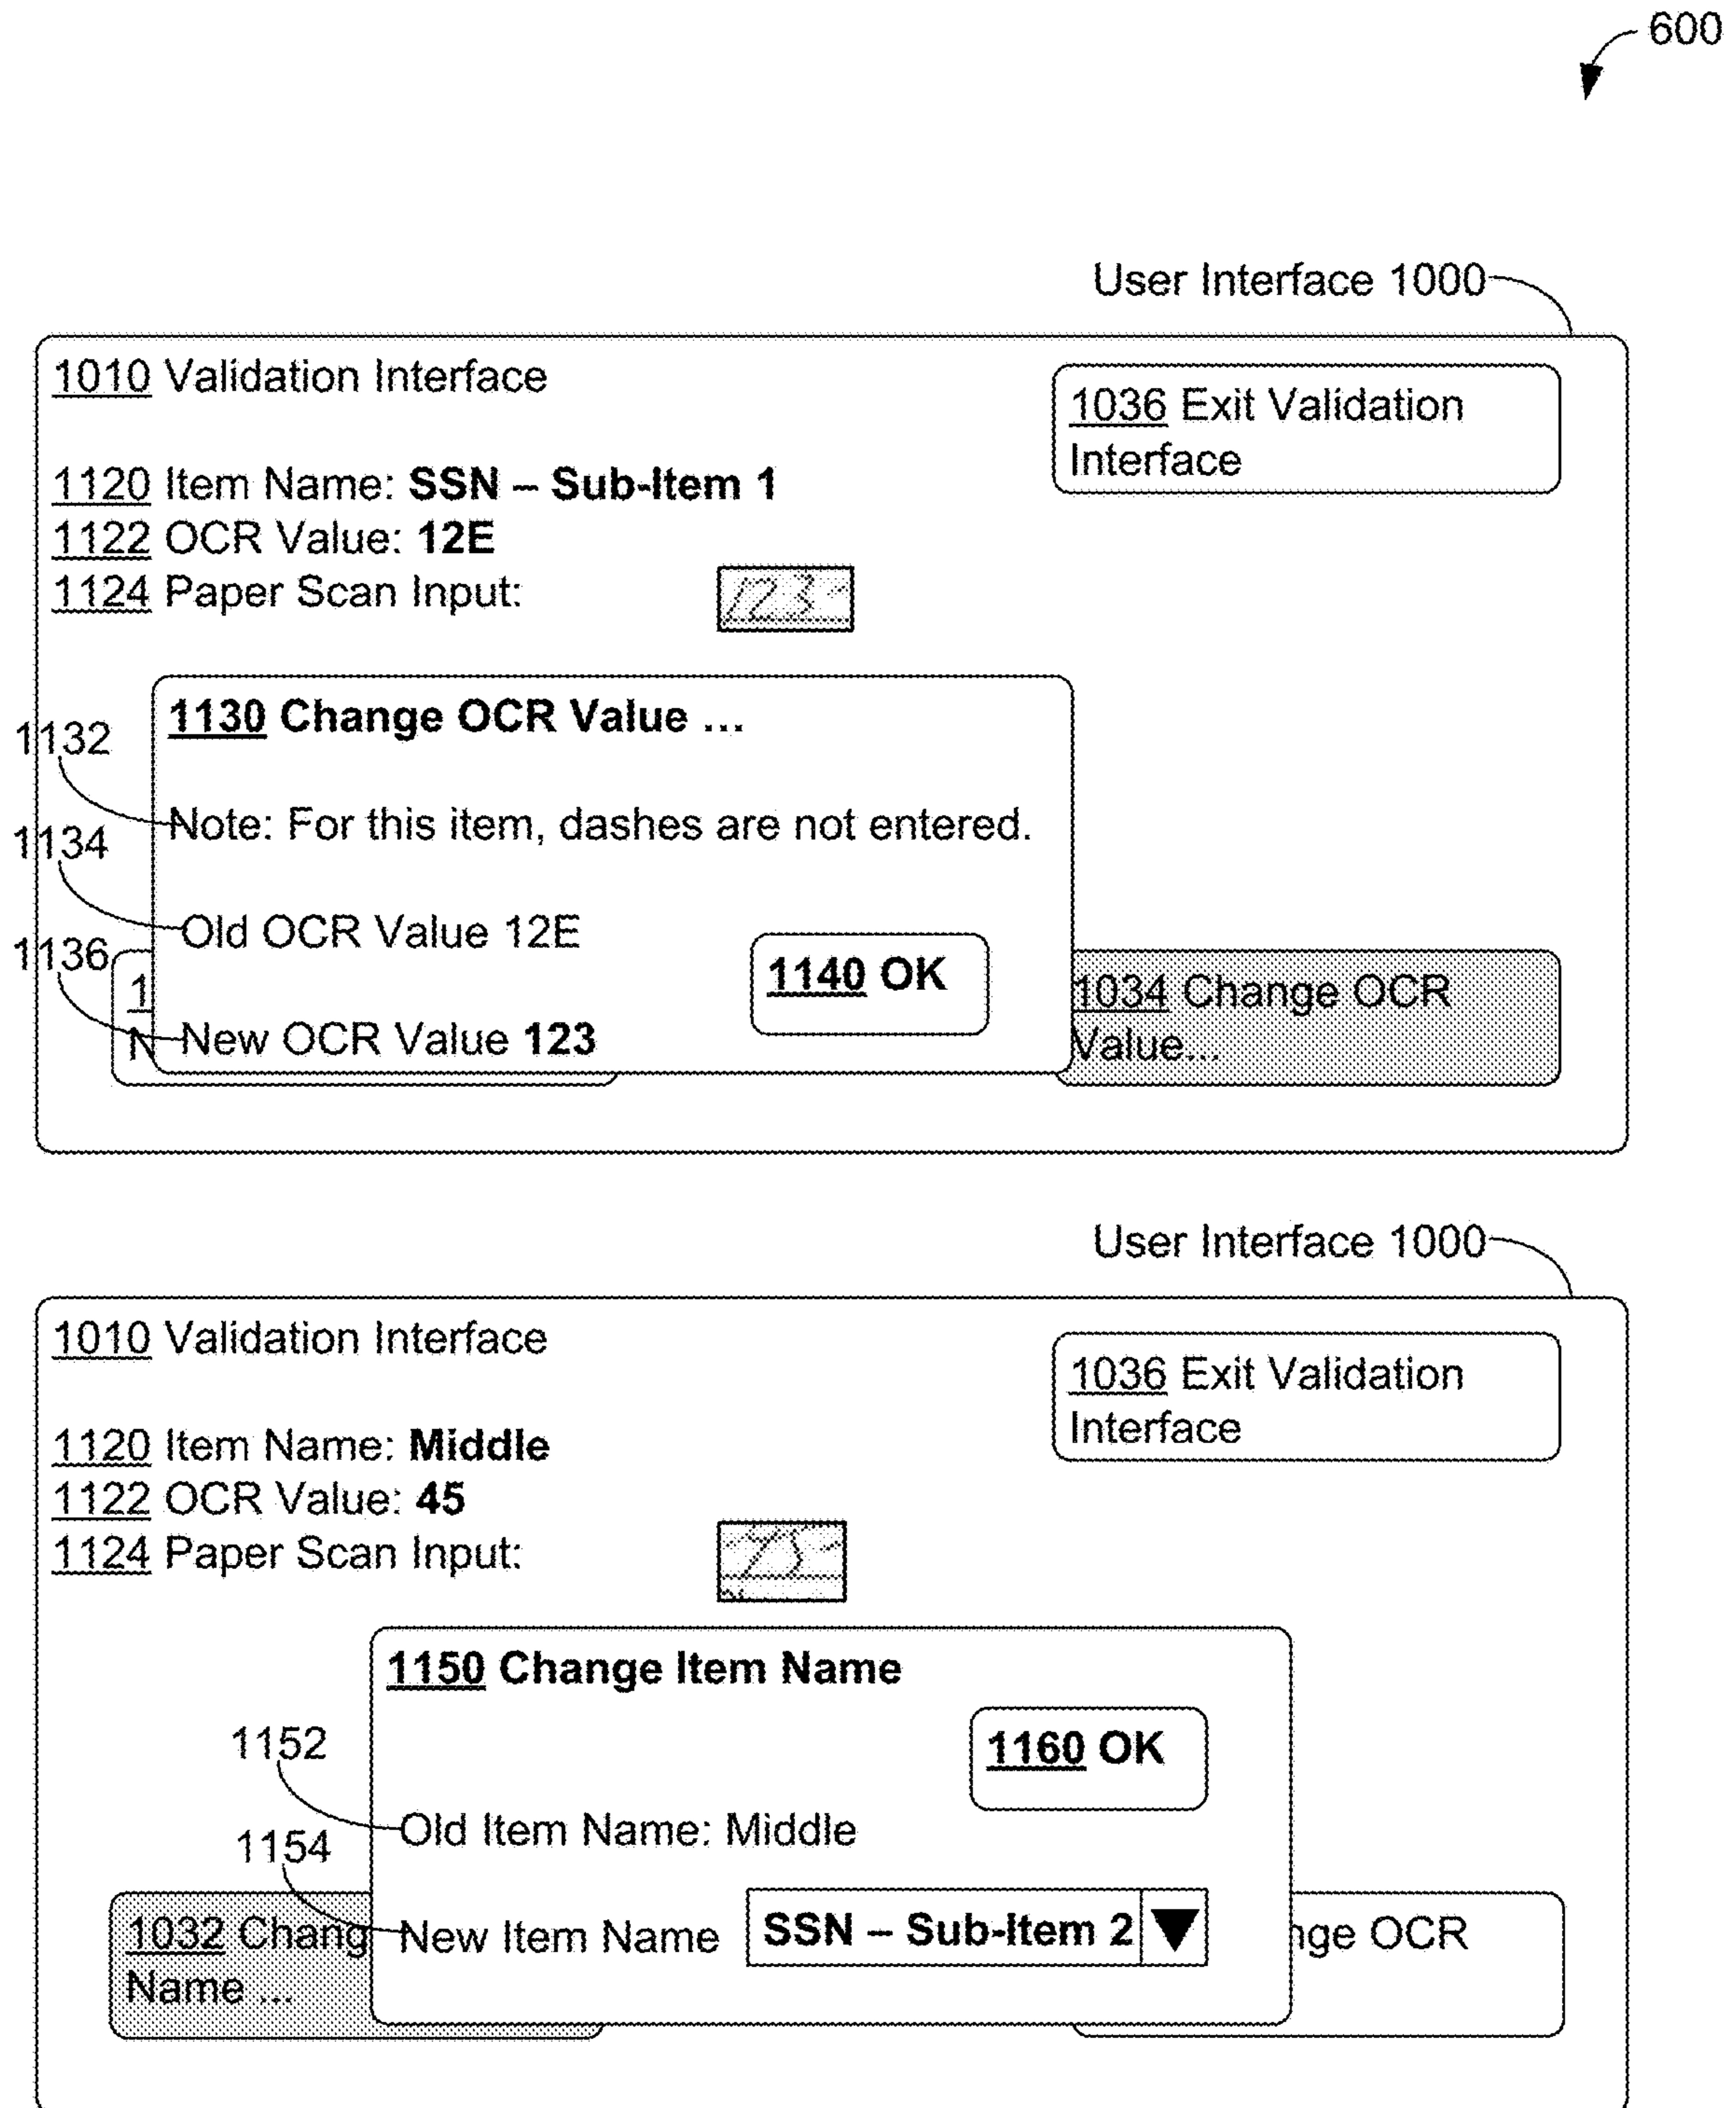 600
User Interface 1000
1010 Validation Interface
1036 Exit Validation
Interface
1120 Item Name: SSN – Sub-Item 1
1122 OCR Value: 12E
1124 Paper Scan Input:
123-
1130 Change OCR Value ...
1132
Note: For this item, dashes are not entered.
1134
Old OCR Value 12E
1136
1140 OK
1
1034 Change OCR
Value...
N
New OCR Value 123
User Interface 1000
1010 Validation Interface
1036 Exit Validation
Interface
1120 Item Name: Middle
1122 OCR Value: 45
1124 Paper Scan Input:
1150 Change Item Name
1152
1160 OK
Old Item Name: Middle
1154
1032 Chang
Name ...
New Item Name
SSN – Sub-Item 2
nge OCR